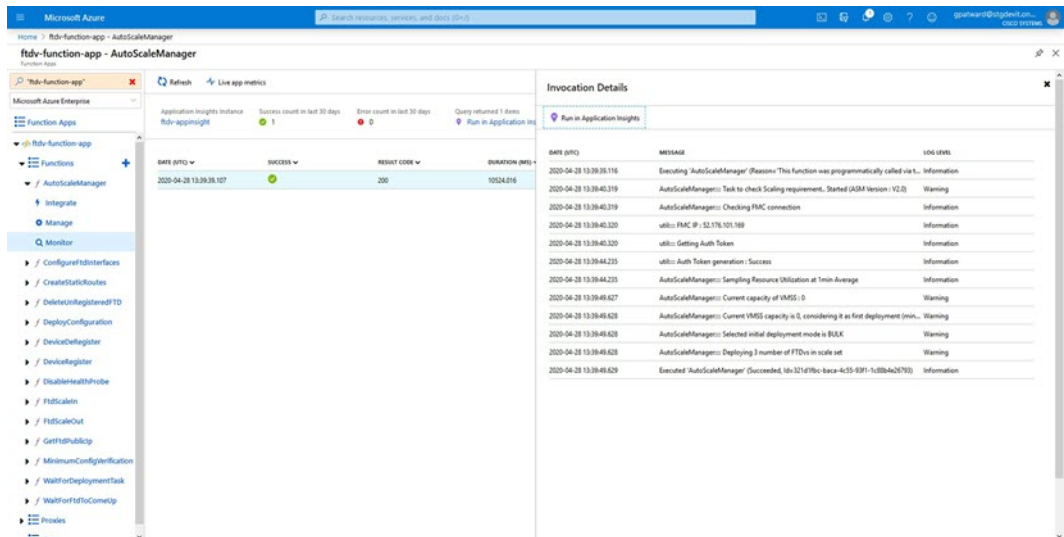 Microsoft Azure
Search resources, services, and docs (G+/)
gpatward@stgdevit.on...
CISCO SYSTEMS
Home > ftdv-function-app - AutoScaleManager
ftdv-function-app - AutoScaleManager
Function Apps
"ftdv-function-app"
Microsoft Azure Enterprise
Function Apps
ftdv-function-app
Functions
AutoScaleManager
Integrate
Manage
Monitor
ConfigureFtdInterfaces
CreateStaticRoutes
DeleteUnRegisteredFTD
DeployConfiguration
DeviceDeRegister
DeviceRegister
DisableHealthProbe
FtdScaleIn
FtdScaleOut
GetFtdPublicIp
MinimumConfigVerification
WaitForDeploymentTask
WaitForFtdToComeUp
Proxies
Refresh
Live app metrics
Application Insights Instance
ftdv-appinsight
Success count in last 30 days
1
Error count in last 30 days
0
Query returned 1 items
Run in Application Ins
DATE (UTC) SUCCESS RESULT CODE DURATION (MS)
2020-04-28 13:39:39.107 200 10524.016
Invocation Details
Run in Application Insights
DATE (UTC) MESSAGE LOG LEVEL
2020-04-28 13:39:39.116 Executing 'AutoScaleManager' (Reason='This function was programmatically called via t... Information
2020-04-28 13:39:40.319 AutoScaleManager::: Task to check Scaling requirement.. Started (ASM Version : V2.0) Warning
2020-04-28 13:39:40.319 AutoScaleManager::: Checking FMC connection Information
2020-04-28 13:39:40.320 util::: FMC IP : 52.176.101.169 Information
2020-04-28 13:39:40.320 util::: Getting Auth Token Information
2020-04-28 13:39:44.235 util::: Auth Token generation : Success Information
2020-04-28 13:39:44.235 AutoScaleManager::: Sampling Resource Utilization at 1min Average Information
2020-04-28 13:39:49.627 AutoScaleManager::: Current capacity of VMSS : 0 Warning
2020-04-28 13:39:49.628 AutoScaleManager::: Current VMSS capacity is 0, considering it as first deployment (min... Warning
2020-04-28 13:39:49.628 AutoScaleManager::: Selected initial deployment mode is BULK Warning
2020-04-28 13:39:49.628 AutoScaleManager::: Deploying 3 number of FTDvs in scale set Warning
2020-04-28 13:39:49.629 Executed 'AutoScaleManager' (Succeeded, Id=321d1fbc-baca-4c55-93f1-1c88b4e26793) Information